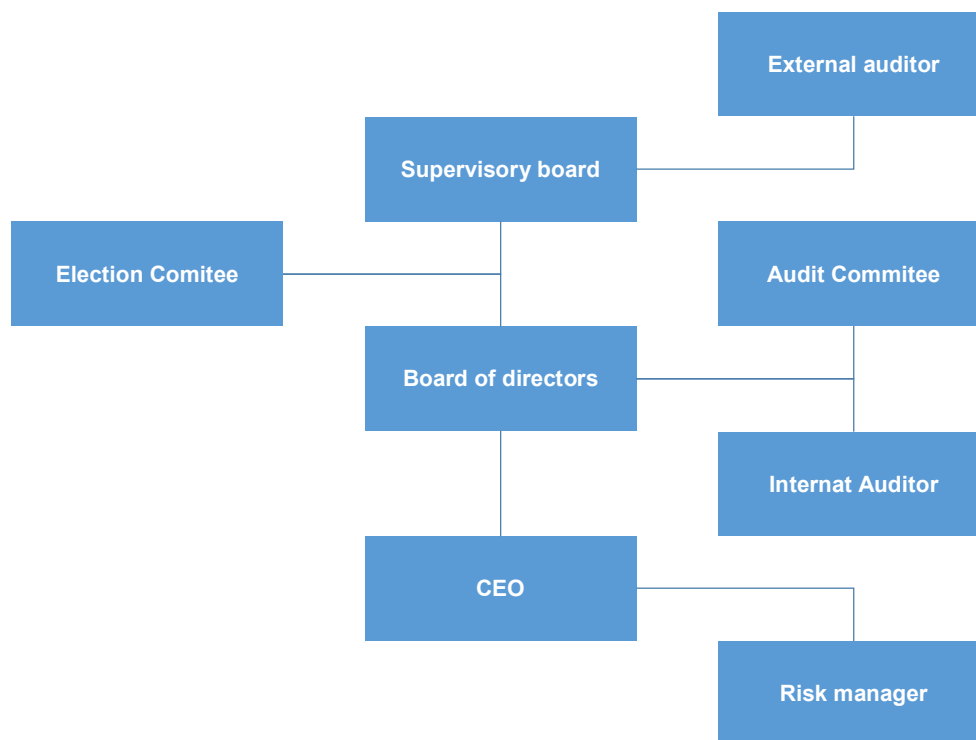 External auditor
Supervisory board
Election Comitee
Audit Commitee
Board of directors
Internat Auditor
CEO
Risk manager